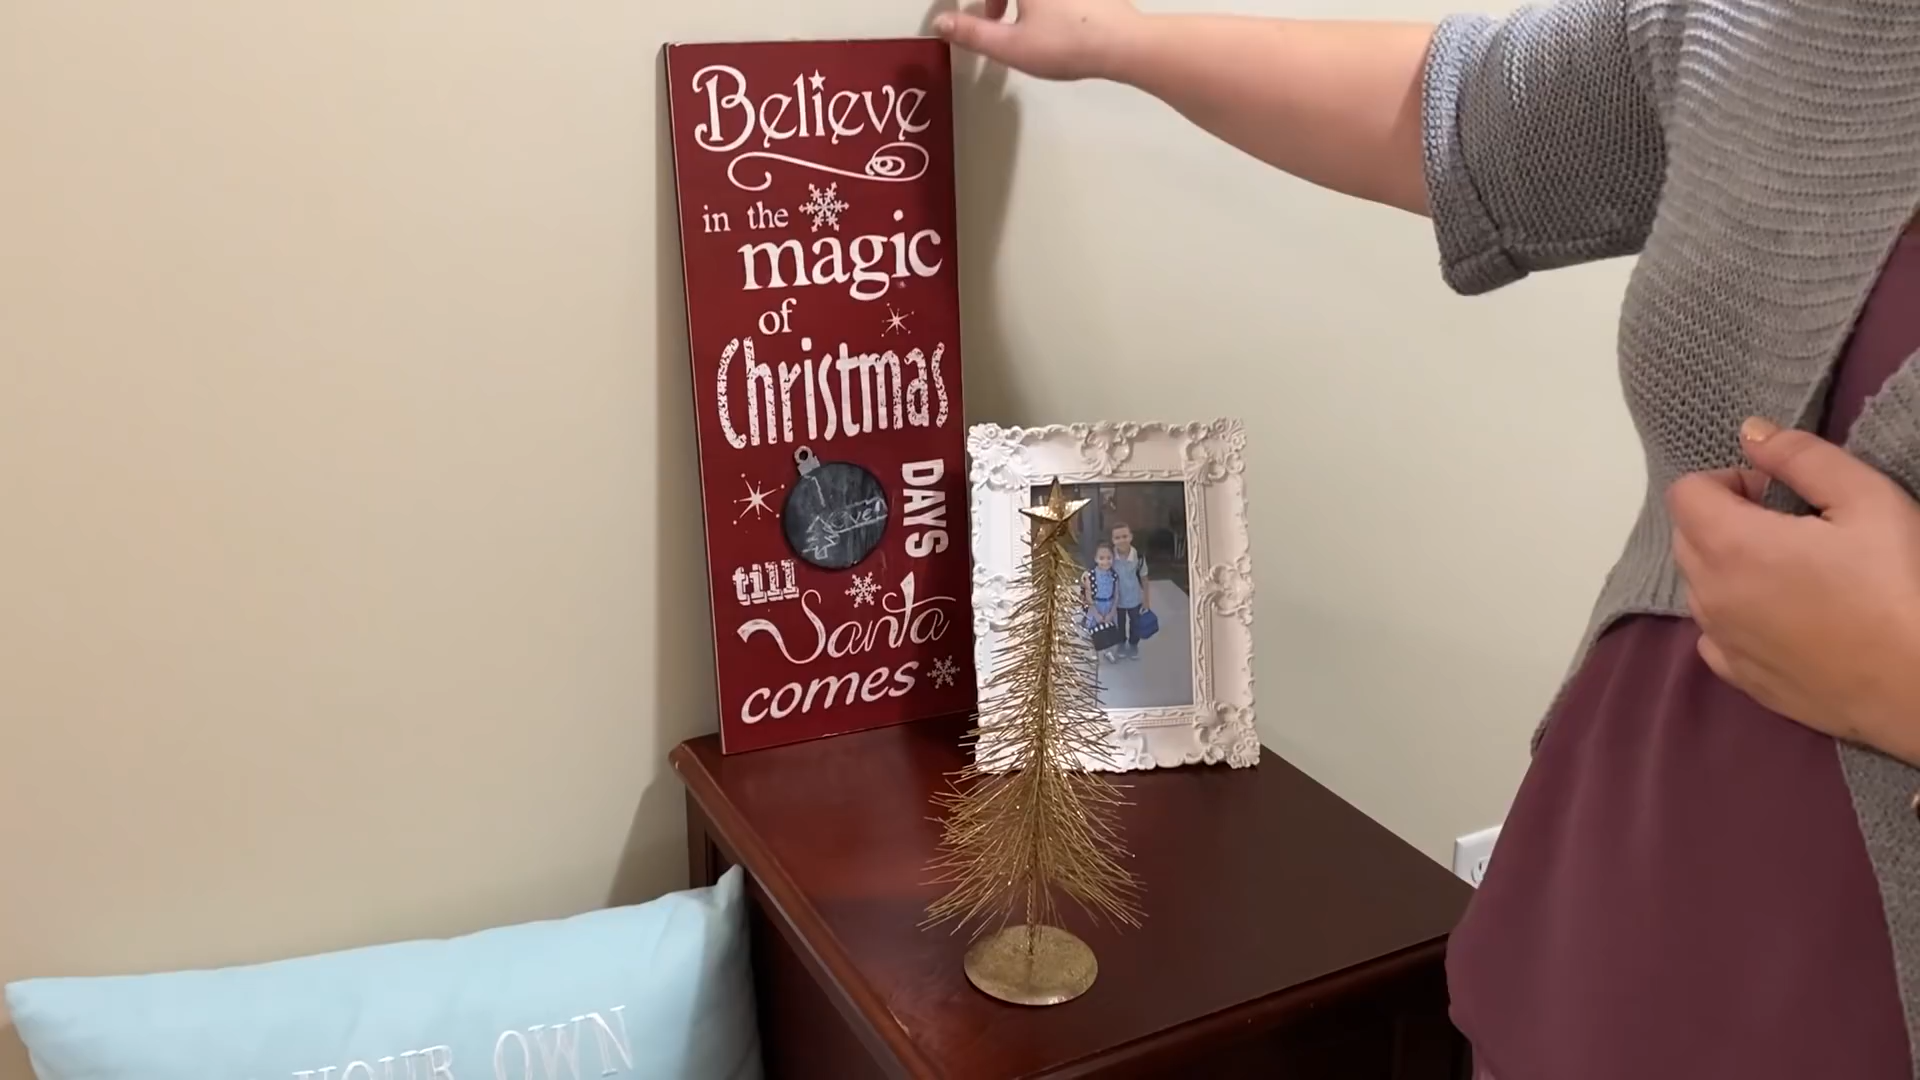 Believe
in the
magic
of
Christmas
DAYS
till
Santa
comes
YOUR OWN